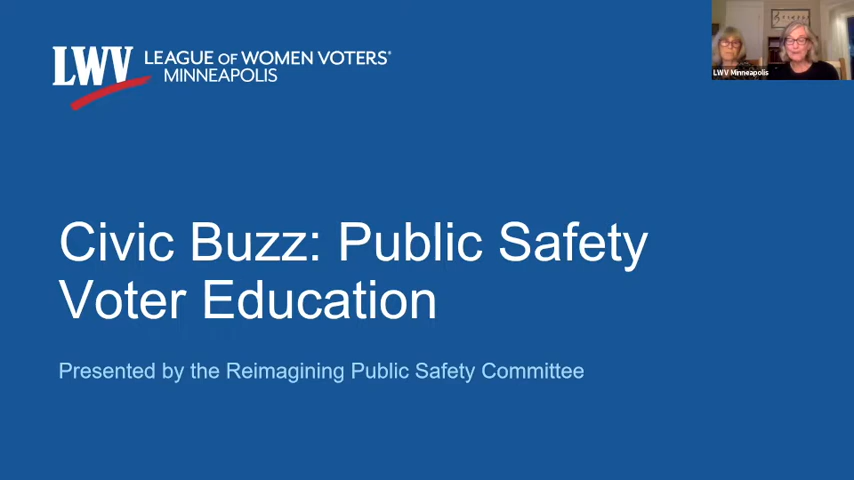 LWV LEAGUE OF WOMEN VOTERS®
MINNEAPOLIS
LWV Minneapolis
Civic Buzz: Public Safety
Voter Education
Presented by the Reimagining Public Safety Committee